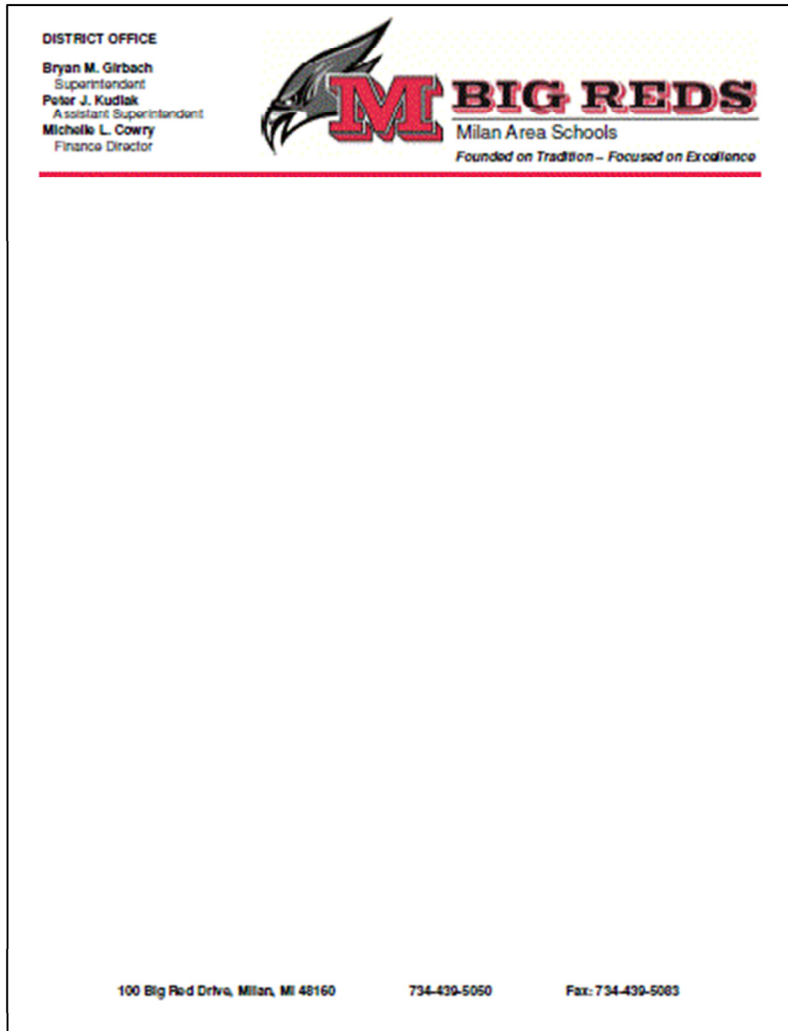 DISTRICT OFFICE
Bryan M. Girbach
Superintendent
Peter J. Kudlak
Assistant Superintendent
Michelle L. Cowry
Finance Director
M BIG REDS
Milan Area Schools
Founded on Tradition – Focused on Excellence
100 Big Red Drive, Milan, MI 48160 734-439-5050 Fax: 734-439-5083